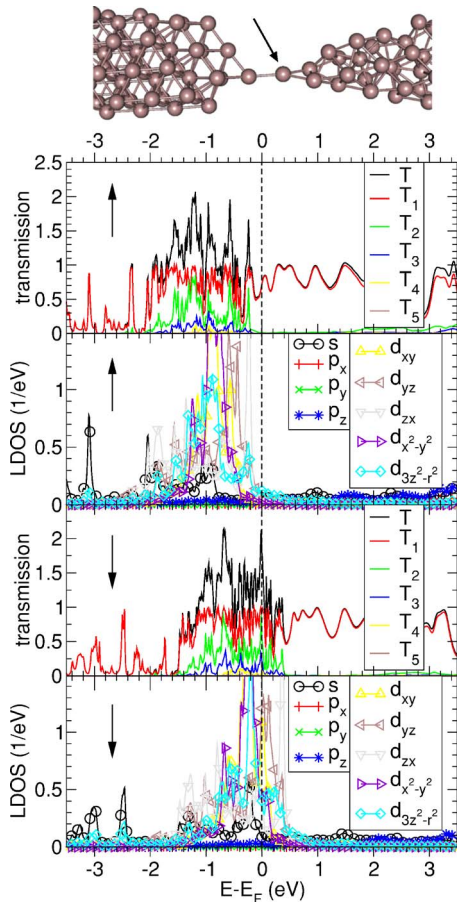 -3 -2 -1 0 1 2 3
2.5
2
1.5
1
0.5
0
transmission
T
T1
T2
T3
T4
T5
1
0.5
0
LDOS (1/eV)
s
px
py
pz
dxy
dyz
dzx
dx²-y²
d3z²-r²
2
1.5
1
0.5
0
transmission
T
T1
T2
T3
T4
T5
1
0.5
0
LDOS (1/eV)
s
px
py
pz
dxy
dyz
dzx
dx²-y²
d3z²-r²
-3 -2 -1 0 1 2 3
E-EF (eV)